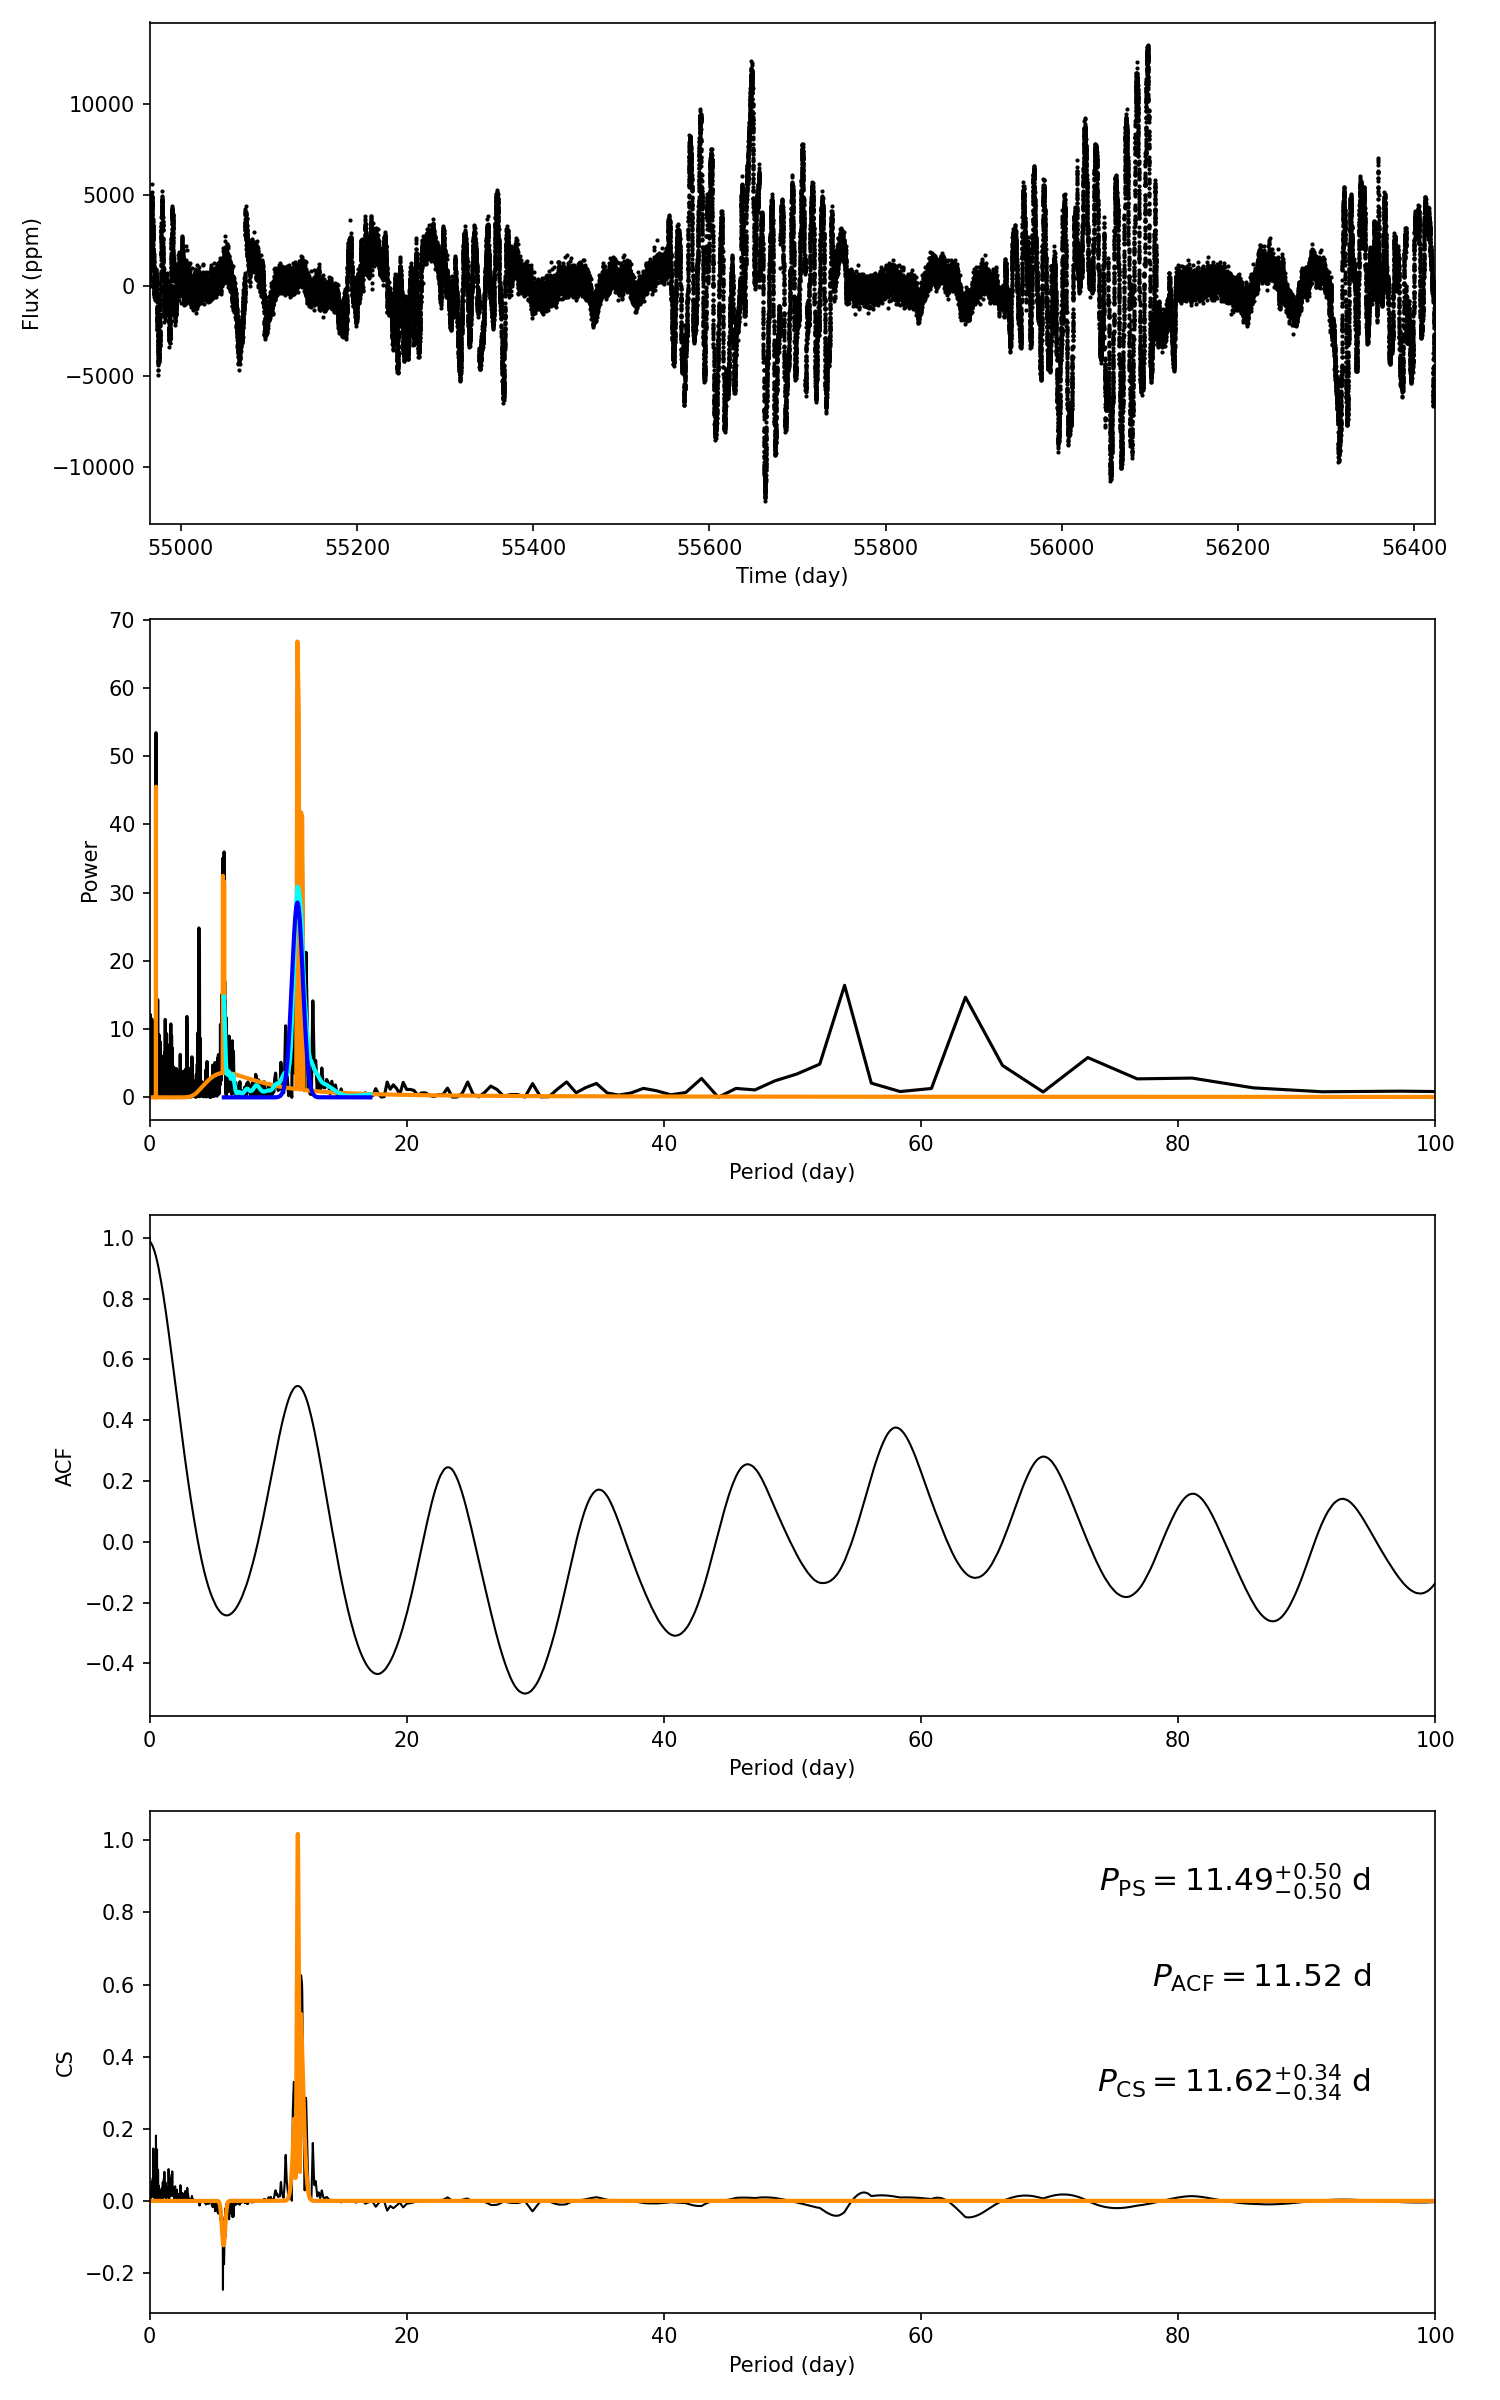 10000
5000
0
−5000
−10000
Flux (ppm)
55000 55200 55400 55600 55800 56000 56200 56400
Time (day)
70
60
50
40
30
20
10
0
Power
0 20 40 60 80 100
Period (day)
1.0
0.8
0.6
0.4
0.2
0.0
−0.2
−0.4
ACF
0 20 40 60 80 100
Period (day)
1.0
0.8
0.6
0.4
0.2
0.0
−0.2
CS
P_PS = 11.49^{+0.50}_{−0.50} d
P_ACF = 11.52 d
P_CS = 11.62^{+0.34}_{−0.34} d
0 20 40 60 80 100
Period (day)